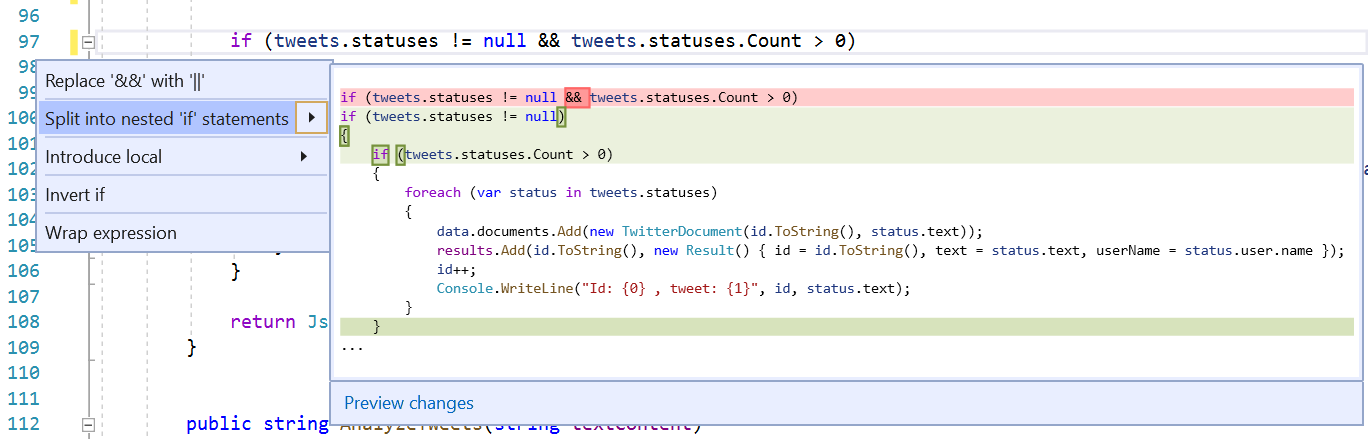 96
97 if (tweets.statuses != null && tweets.statuses.Count > 0)
98
99
100
101
102
103
104
105
106 }
107
108 return Js
109 }
110
111
112 public string AnalyzeTweets(string textContent)
Replace '&&' with '||'
Split into nested 'if' statements
Introduce local
Invert if
Wrap expression
if (tweets.statuses != null && tweets.statuses.Count > 0)
if (tweets.statuses != null)
{
if (tweets.statuses.Count > 0)
{
foreach (var status in tweets.statuses)
{
data.documents.Add(new TwitterDocument(id.ToString(), status.text));
results.Add(id.ToString(), new Result() { id = id.ToString(), text = status.text, userName = status.user.name });
id++;
Console.WriteLine("Id: {0} , tweet: {1}", id, status.text);
}
}
...
Preview changes